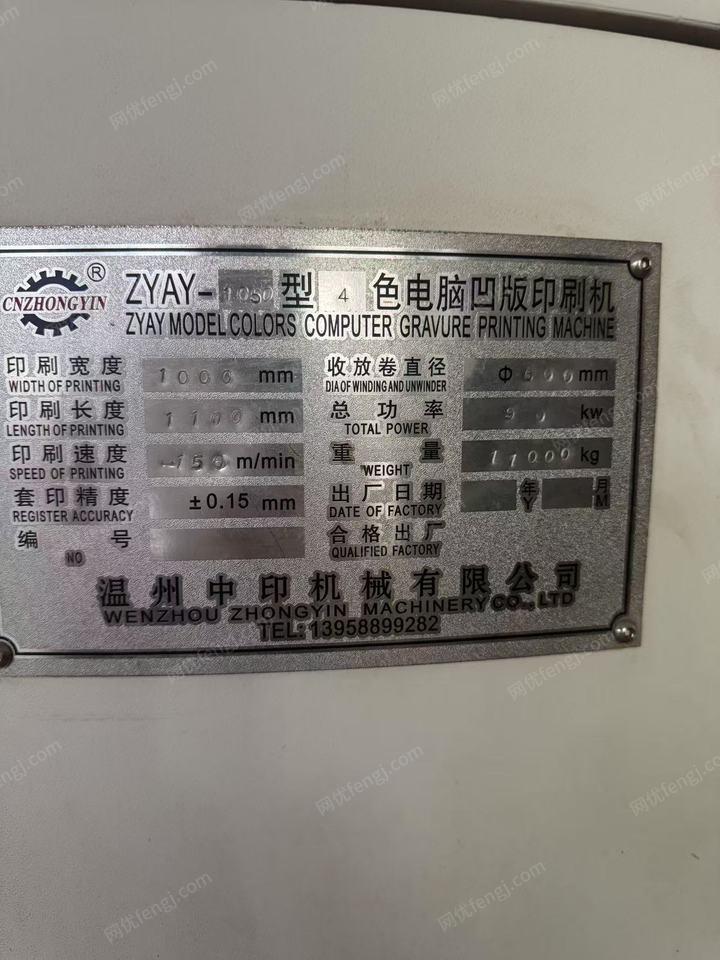 CNZHONGYIN ®
ZYAY-1050型 4 色电脑凹版印刷机
ZYAY MODEL COLORS COMPUTER GRAVURE PRINTING MACHINE
印刷宽度 1000 mm 收放卷直径 Φ600mm
WIDTH OF PRINTING DIA OF WINDING AND UNWINDER
印刷长度 1100 mm 总功率 90 kw
LENGTH OF PRINTING TOTAL POWER
印刷速度 -150 m/min 重量 11000 kg
SPEED OF PRINTING WEIGHT
套印精度 ±0.15 mm 出厂日期 年 月
REGISTER ACCURACY DATE OF FACTORY Y M
编号 合格出厂
NO QUALIFIED FACTORY
温州中印机械有限公司
WENZHOU ZHONGYIN MACHINERY CO.,LTD
TEL:13958899282
网优fengj.com